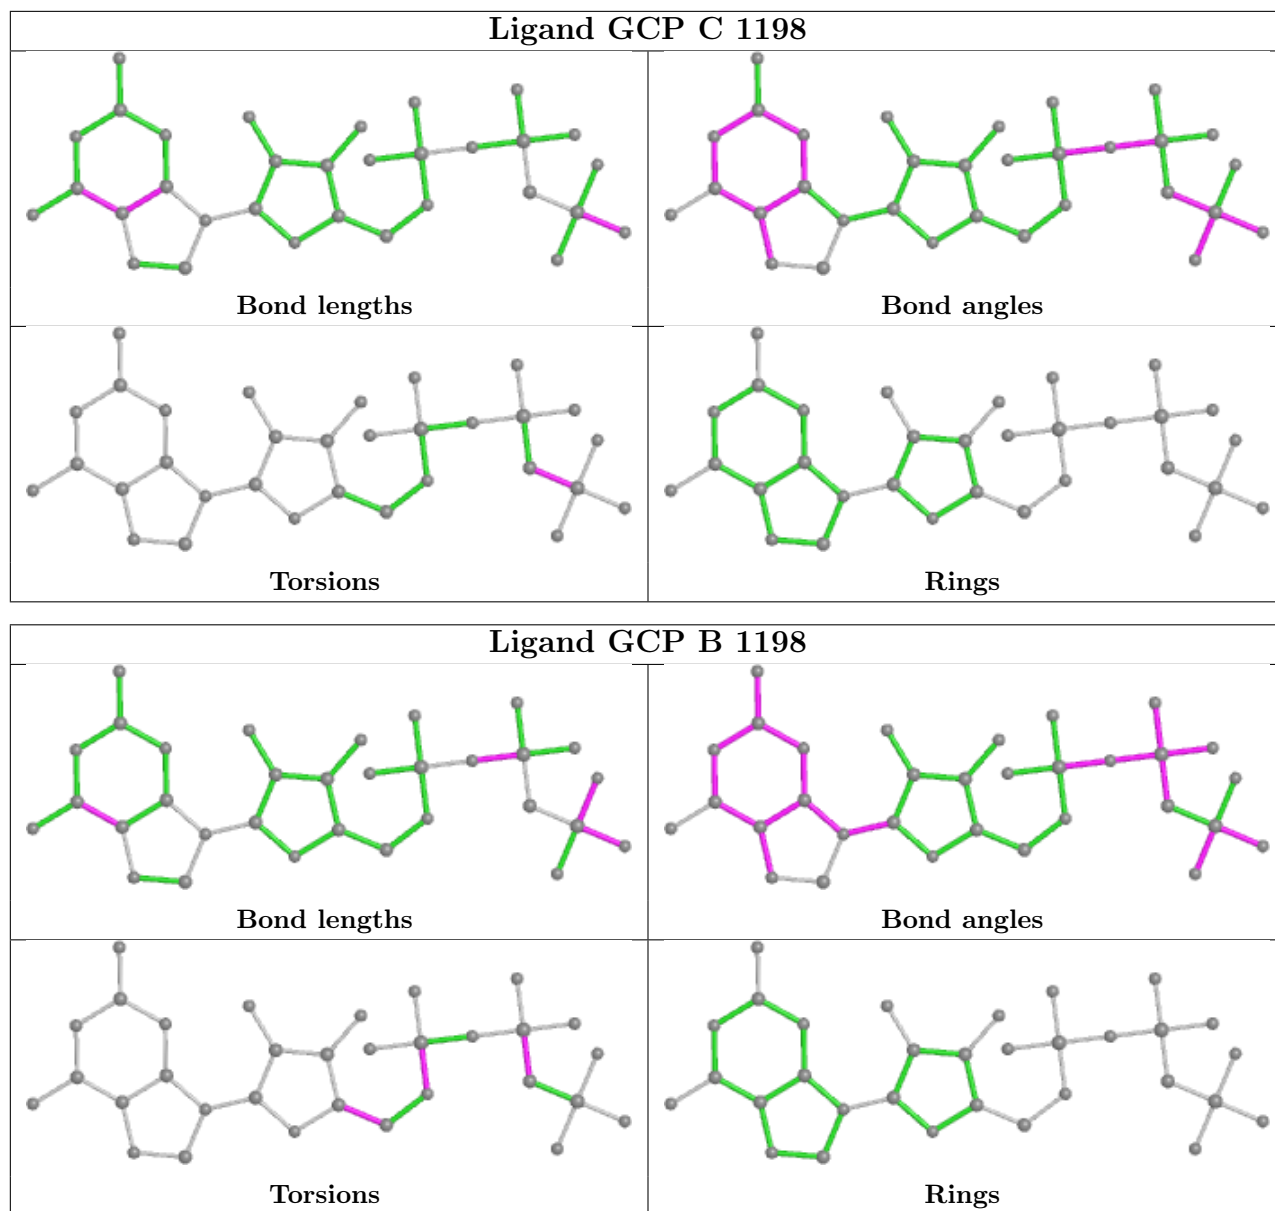 Ligand GCP C 1198
Bond lengths
Bond angles
Torsions
Rings
Ligand GCP B 1198
Bond lengths
Bond angles
Torsions
Rings